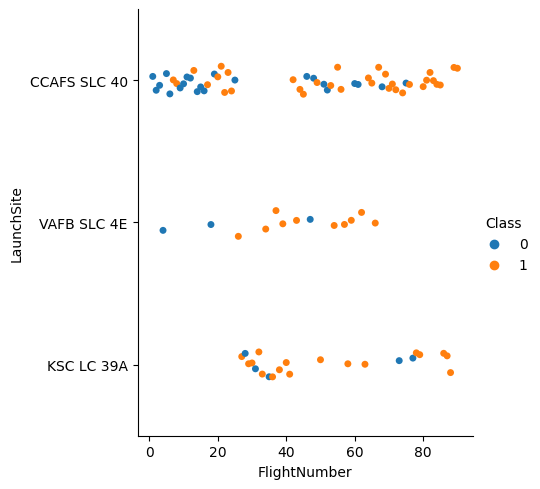 CCAFS SLC 40
VAFB SLC 4E
KSC LC 39A
LaunchSite
0 20 40 60 80
FlightNumber
Class
0
1